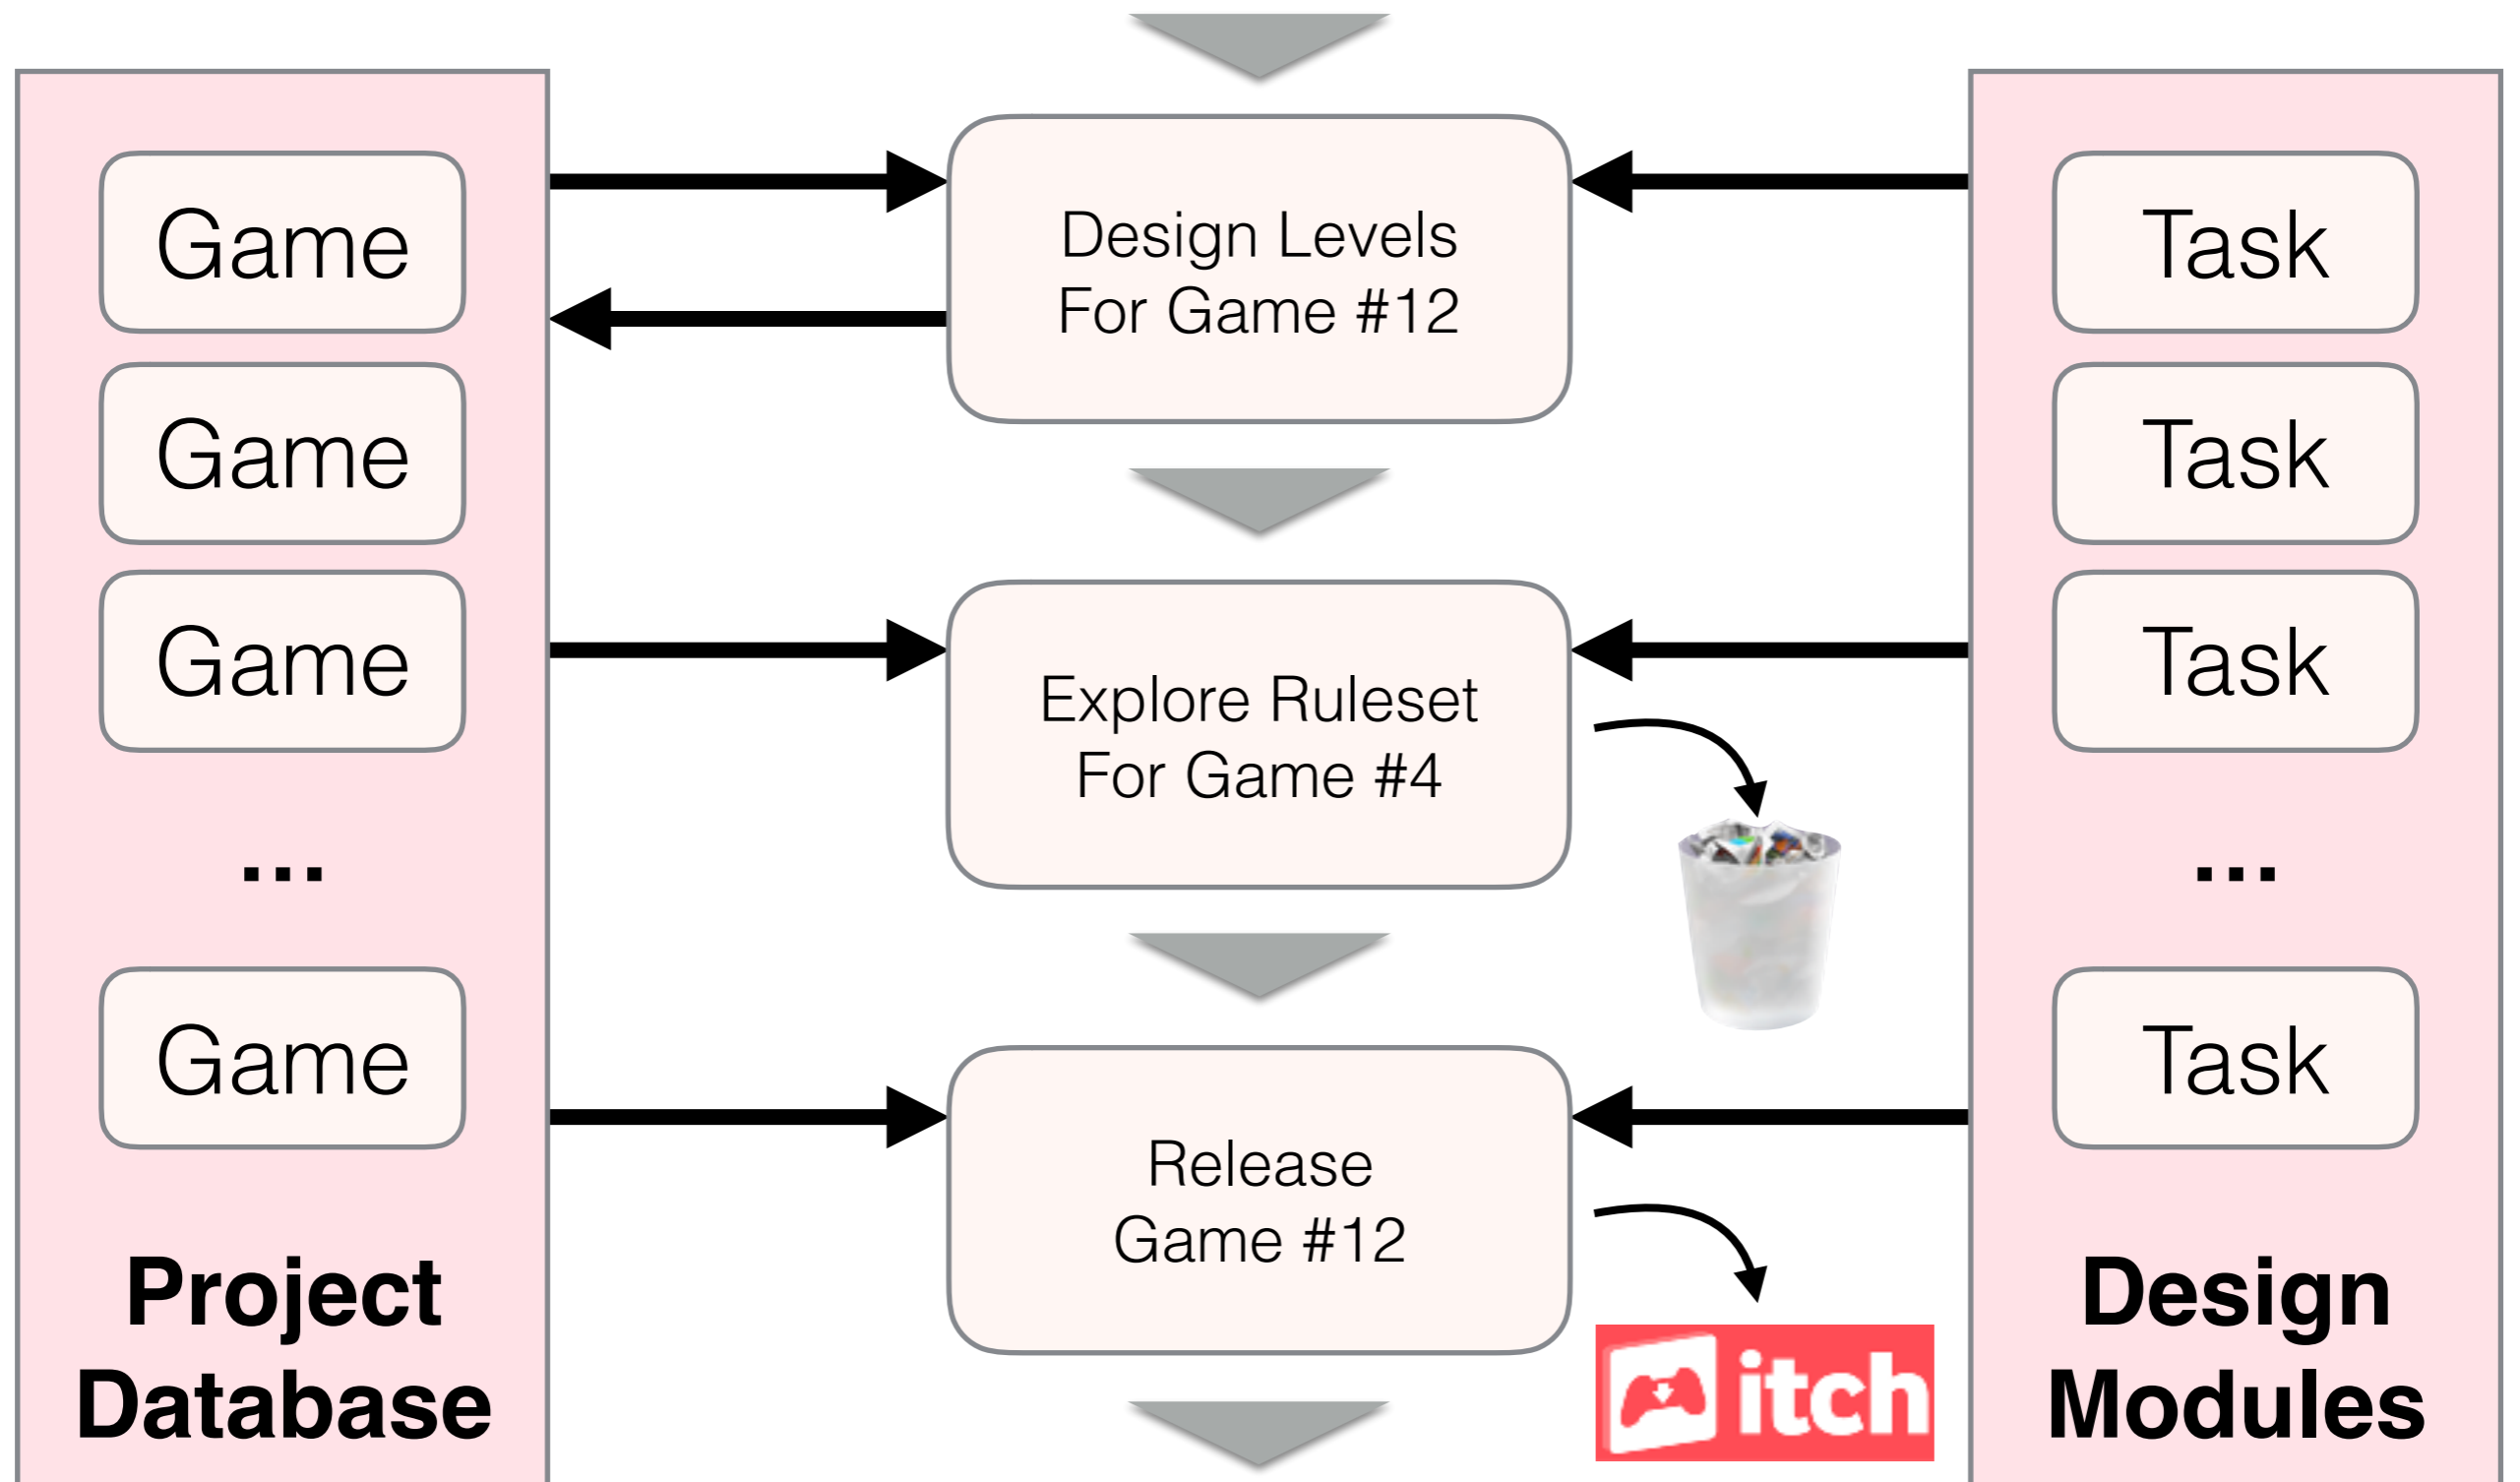 Game
Game
Game
...
Game
Project
Database
Design Levels
For Game #12
Explore Ruleset
For Game #4
Release
Game #12
itch
Task
Task
Task
...
Task
Design
Modules